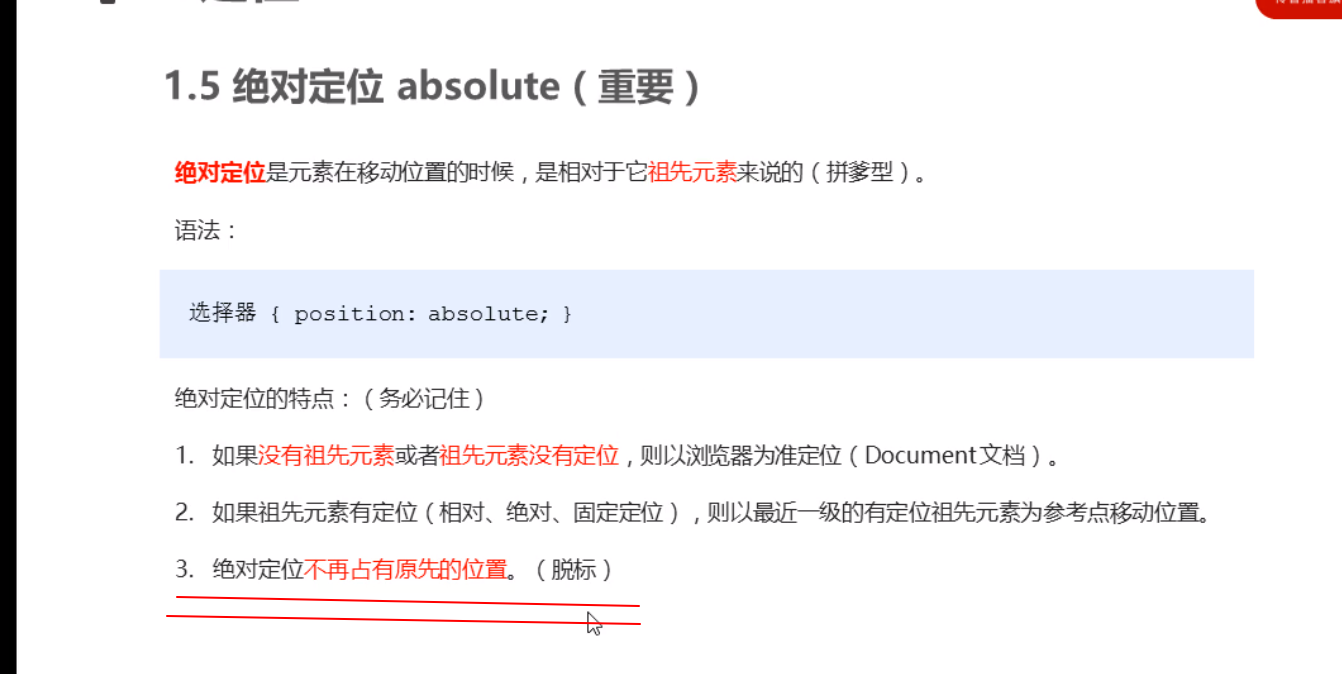 1.5 绝对定位 absolute（重要）
绝对定位是元素在移动位置的时候，是相对于它祖先元素来说的（拼爹型）。
语法：
选择器 { position: absolute; }
绝对定位的特点：（务必记住）
1. 如果没有祖先元素或者祖先元素没有定位，则以浏览器为准定位（Document文档）。
2. 如果祖先元素有定位（相对、绝对、固定定位），则以最近一级的有定位祖先元素为参考点移动位置。
3. 绝对定位不再占有原先的位置。（脱标）